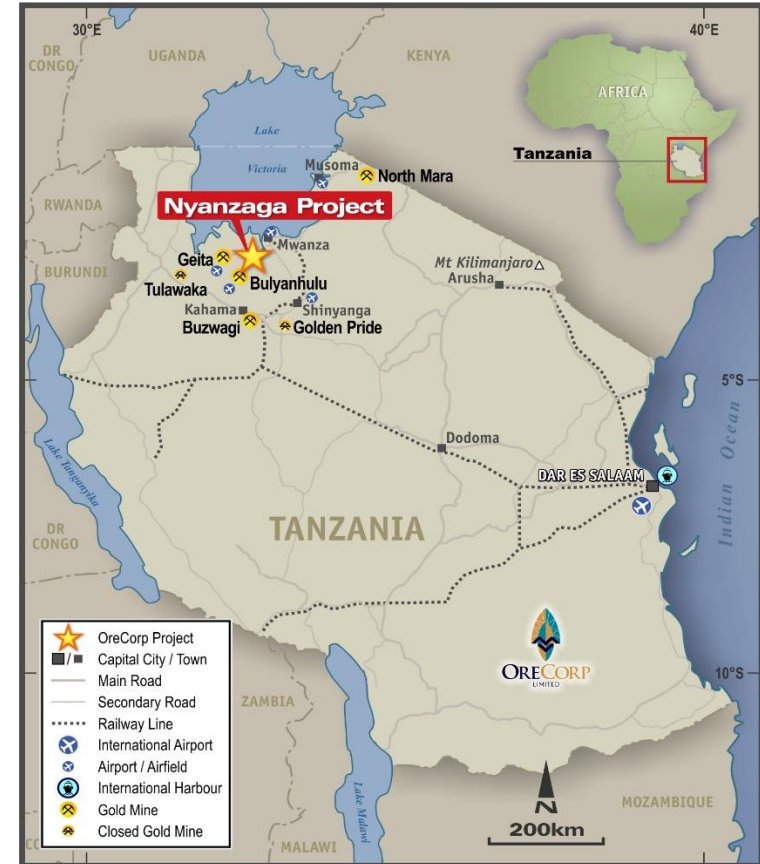 30°E
40°E
DR
CONGO
UGANDA
KENYA
AFRICA
Tanzania
Lake
Victoria
Musoma
North Mara
RWANDA
Nyanzaga Project
Mwanza
Geita
BURUNDI
Tulawaka
Bulyanhulu
Mt Kilimanjaro
Arusha
Kahama
Shinyanga
Buzwagi
Golden Pride
5°S
Lake Tanganyika
Dodoma
DAR ES SALAAM
Indian Ocean
TANZANIA
DR
CONGO
ORECORP
LIMITED
10°S
OreCorp Project
Capital City / Town
Main Road
Secondary Road
Railway Line
International Airport
Airport / Airfield
International Harbour
Gold Mine
Closed Gold Mine
ZAMBIA
Lake Malawi
MALAWI
N
200km
MOZAMBIQUE